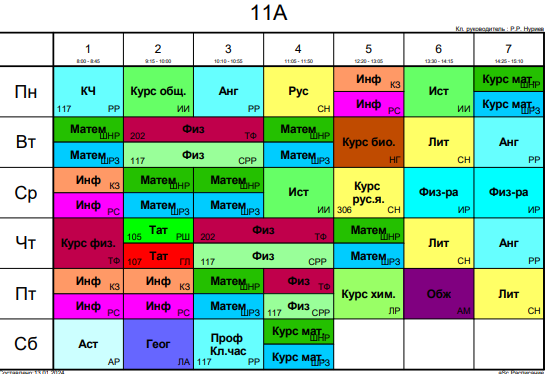 11А
Кл. руководитель : Р.Р. Нуриев
1 2 3 4 5 6 7
8:00 - 8:45 9:15 - 10:00 10:10 - 10:55 11:05 - 11:50 12:20 - 13:05 13:30 - 14:15 14:25 - 15:10
Пн
КЧ 117 РР
Курс общ. ИИ
Анг РР
Рус СН
Инф КЗ
Инф РС
Ист ИИ
Курс мат. ШНР
Курс мат. ШРЗ
Вт
Матем ШНР
Матем ШРЗ
202 Физ ТФ
117 Физ СРР
Матем ШНР
Матем ШРЗ
Курс био. НГ
Лит СН
Анг РР
Ср
Инф КЗ
Инф РС
Матем ШНР
Матем ШРЗ
Матем ШНР
Матем ШРЗ
Ист ИИ
Курс
рус.я.
306 СН
Физ-ра ИР
Физ-ра ИР
Чт
Курс физ. ТФ
105 Тат РШ
107 Тат ГЛ
202 Физ ТФ
117 Физ СРР
Матем ШНР
Матем ШРЗ
Лит СН
Анг РР
Пт
Инф КЗ
Инф РС
Инф КЗ
Инф РС
Матем ШНР
Матем ШРЗ
Физ ТФ
117 Физ СРР
Курс хим. ЛР
Обж АМ
Лит СН
Сб
Аст АР
Геог ЛА
Проф
Кл.час
117 РР
Курс мат. ШНР
Курс мат. ШРЗ
Составлено: 13.01.2024
aSc Расписание